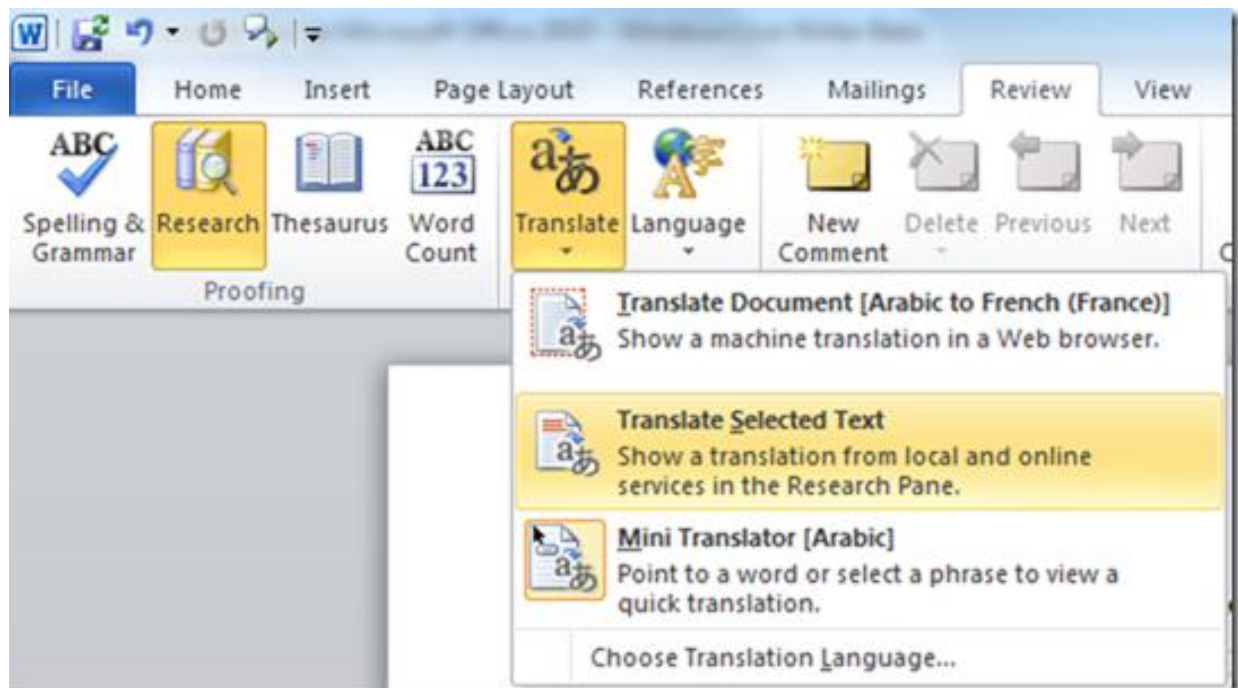 W
File Home Insert Page Layout References Mailings Review View
ABC ABC
123
Spelling & Grammar
Research
Thesaurus
Word Count
Translate
Language
New Comment
Delete
Previous
Next
Proofing
Translate Document [Arabic to French (France)]
Show a machine translation in a Web browser.
Translate Selected Text
Show a translation from local and online
services in the Research Pane.
Mini Translator [Arabic]
Point to a word or select a phrase to view a
quick translation.
Choose Translation Language...